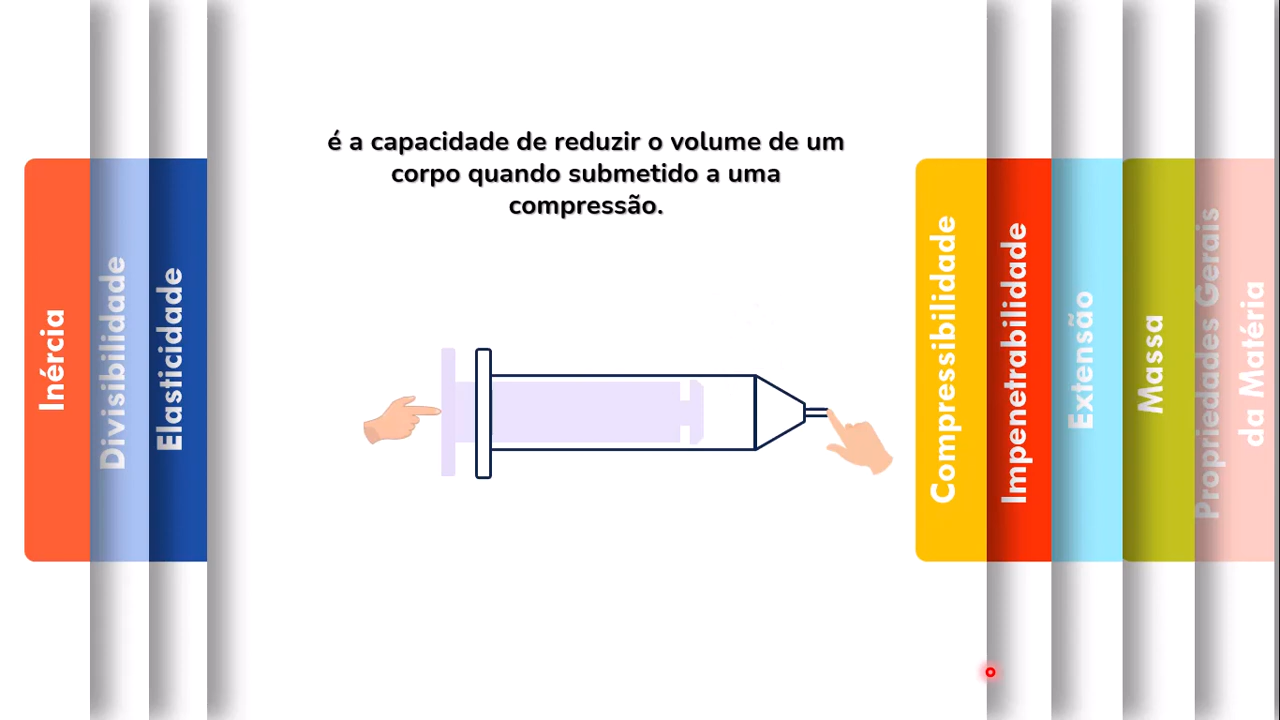 Inércia
Divisibilidade
Elasticidade
é a capacidade de reduzir o volume de um
corpo quando submetido a uma
compressão.
Compressibilidade
Impenetrabilidade
Extensão
Massa
Propriedades Gerais
da Matéria